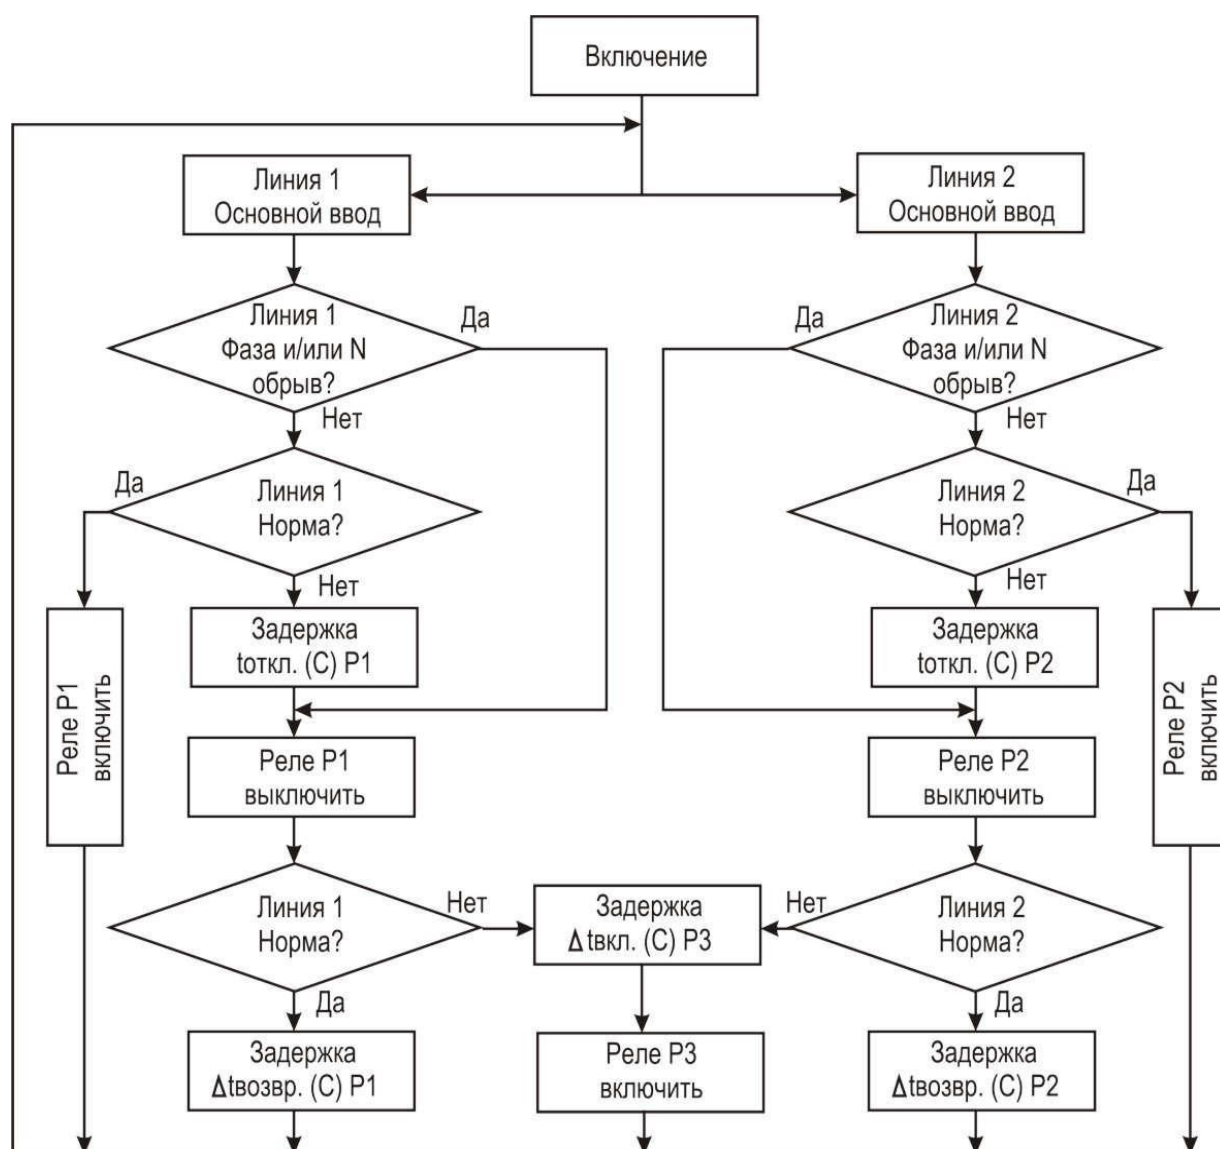 Включение
Линия 1
Основной ввод
Линия 2
Основной ввод
Линия 1
Фаза и/или N
обрыв?
Да
Да
Линия 2
Фаза и/или N
обрыв?
Нет
Нет
Да
Линия 1
Норма?
Линия 2
Норма?
Да
Нет
Нет
Задержка
tоткл. (С) Р1
Задержка
tоткл. (С) Р2
Реле Р1
включить
Реле Р2
включить
Реле Р1
выключить
Реле Р2
выключить
Линия 1
Норма?
Нет
Задержка
Δ tвкл. (С) Р3
Нет
Линия 2
Норма?
Да
Да
Задержка
Δtвозвр. (С) Р1
Реле Р3
включить
Задержка
Δtвозвр. (С) Р2